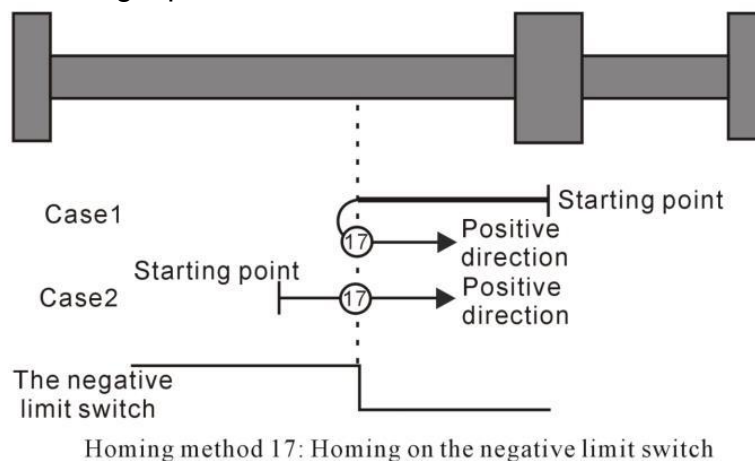 Case1
Starting point
17
Positive
direction
Starting point
Case2
17
Positive
direction
The negative
limit switch
Homing method 17: Homing on the negative limit switch